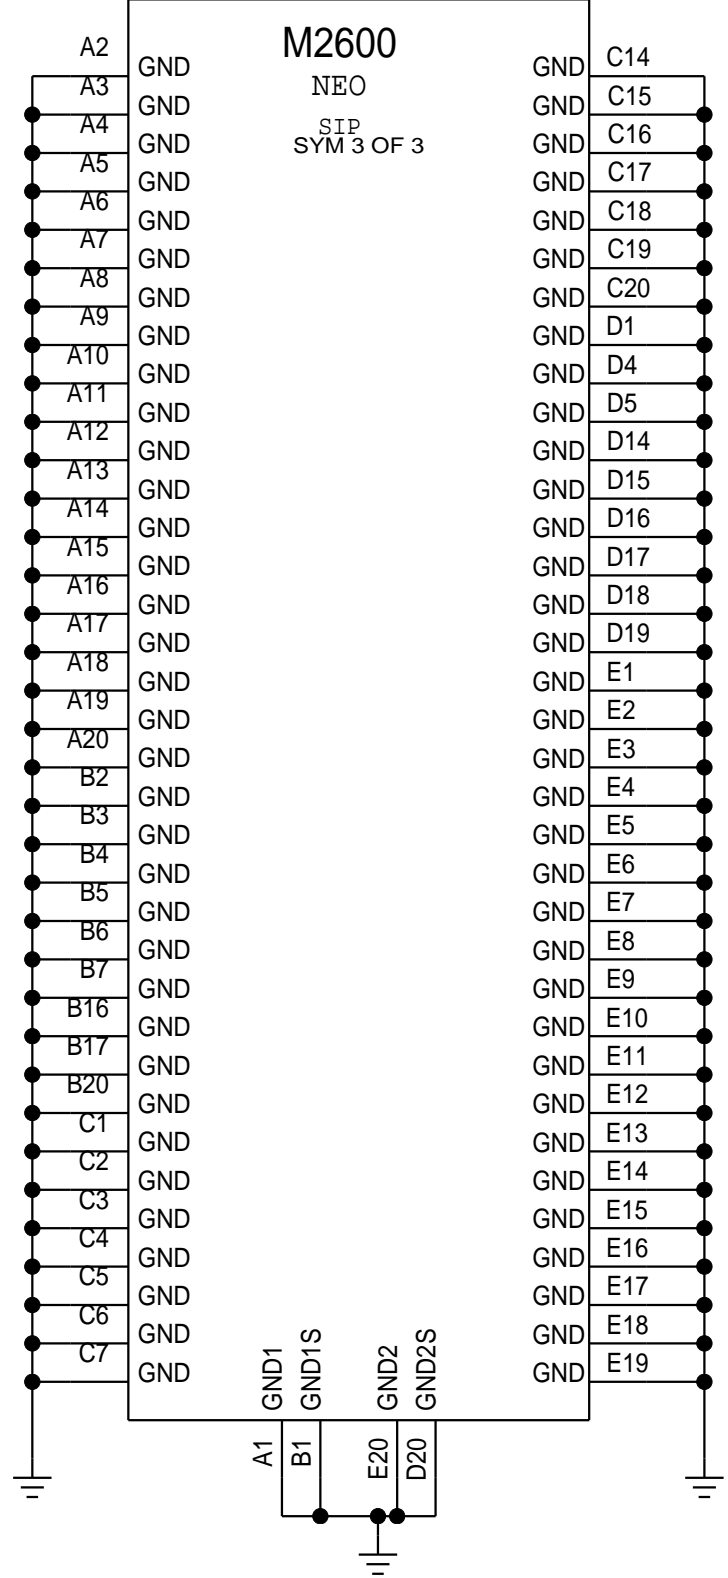 M2600
NEO
SIP
SYM 3 OF 3
A2 GND GND C14
A3 GND GND C15
A4 GND GND C16
A5 GND GND C17
A6 GND GND C18
A7 GND GND C19
A8 GND GND C20
A9 GND GND D1
A10 GND GND D4
A11 GND GND D5
A12 GND GND D14
A13 GND GND D15
A14 GND GND D16
A15 GND GND D17
A16 GND GND D18
A17 GND GND D19
A18 GND GND E1
A19 GND GND E2
A20 GND GND E3
B2 GND GND E4
B3 GND GND E5
B4 GND GND E6
B5 GND GND E7
B6 GND GND E8
B7 GND GND E9
B16 GND GND E10
B17 GND GND E11
B20 GND GND E12
C1 GND GND E13
C2 GND GND E14
C3 GND GND E15
C4 GND GND E16
C5 GND GND E17
C6 GND GND E18
C7 GND GND E19
GND1 GND1S GND2 GND2S
A1 B1 E20 D20